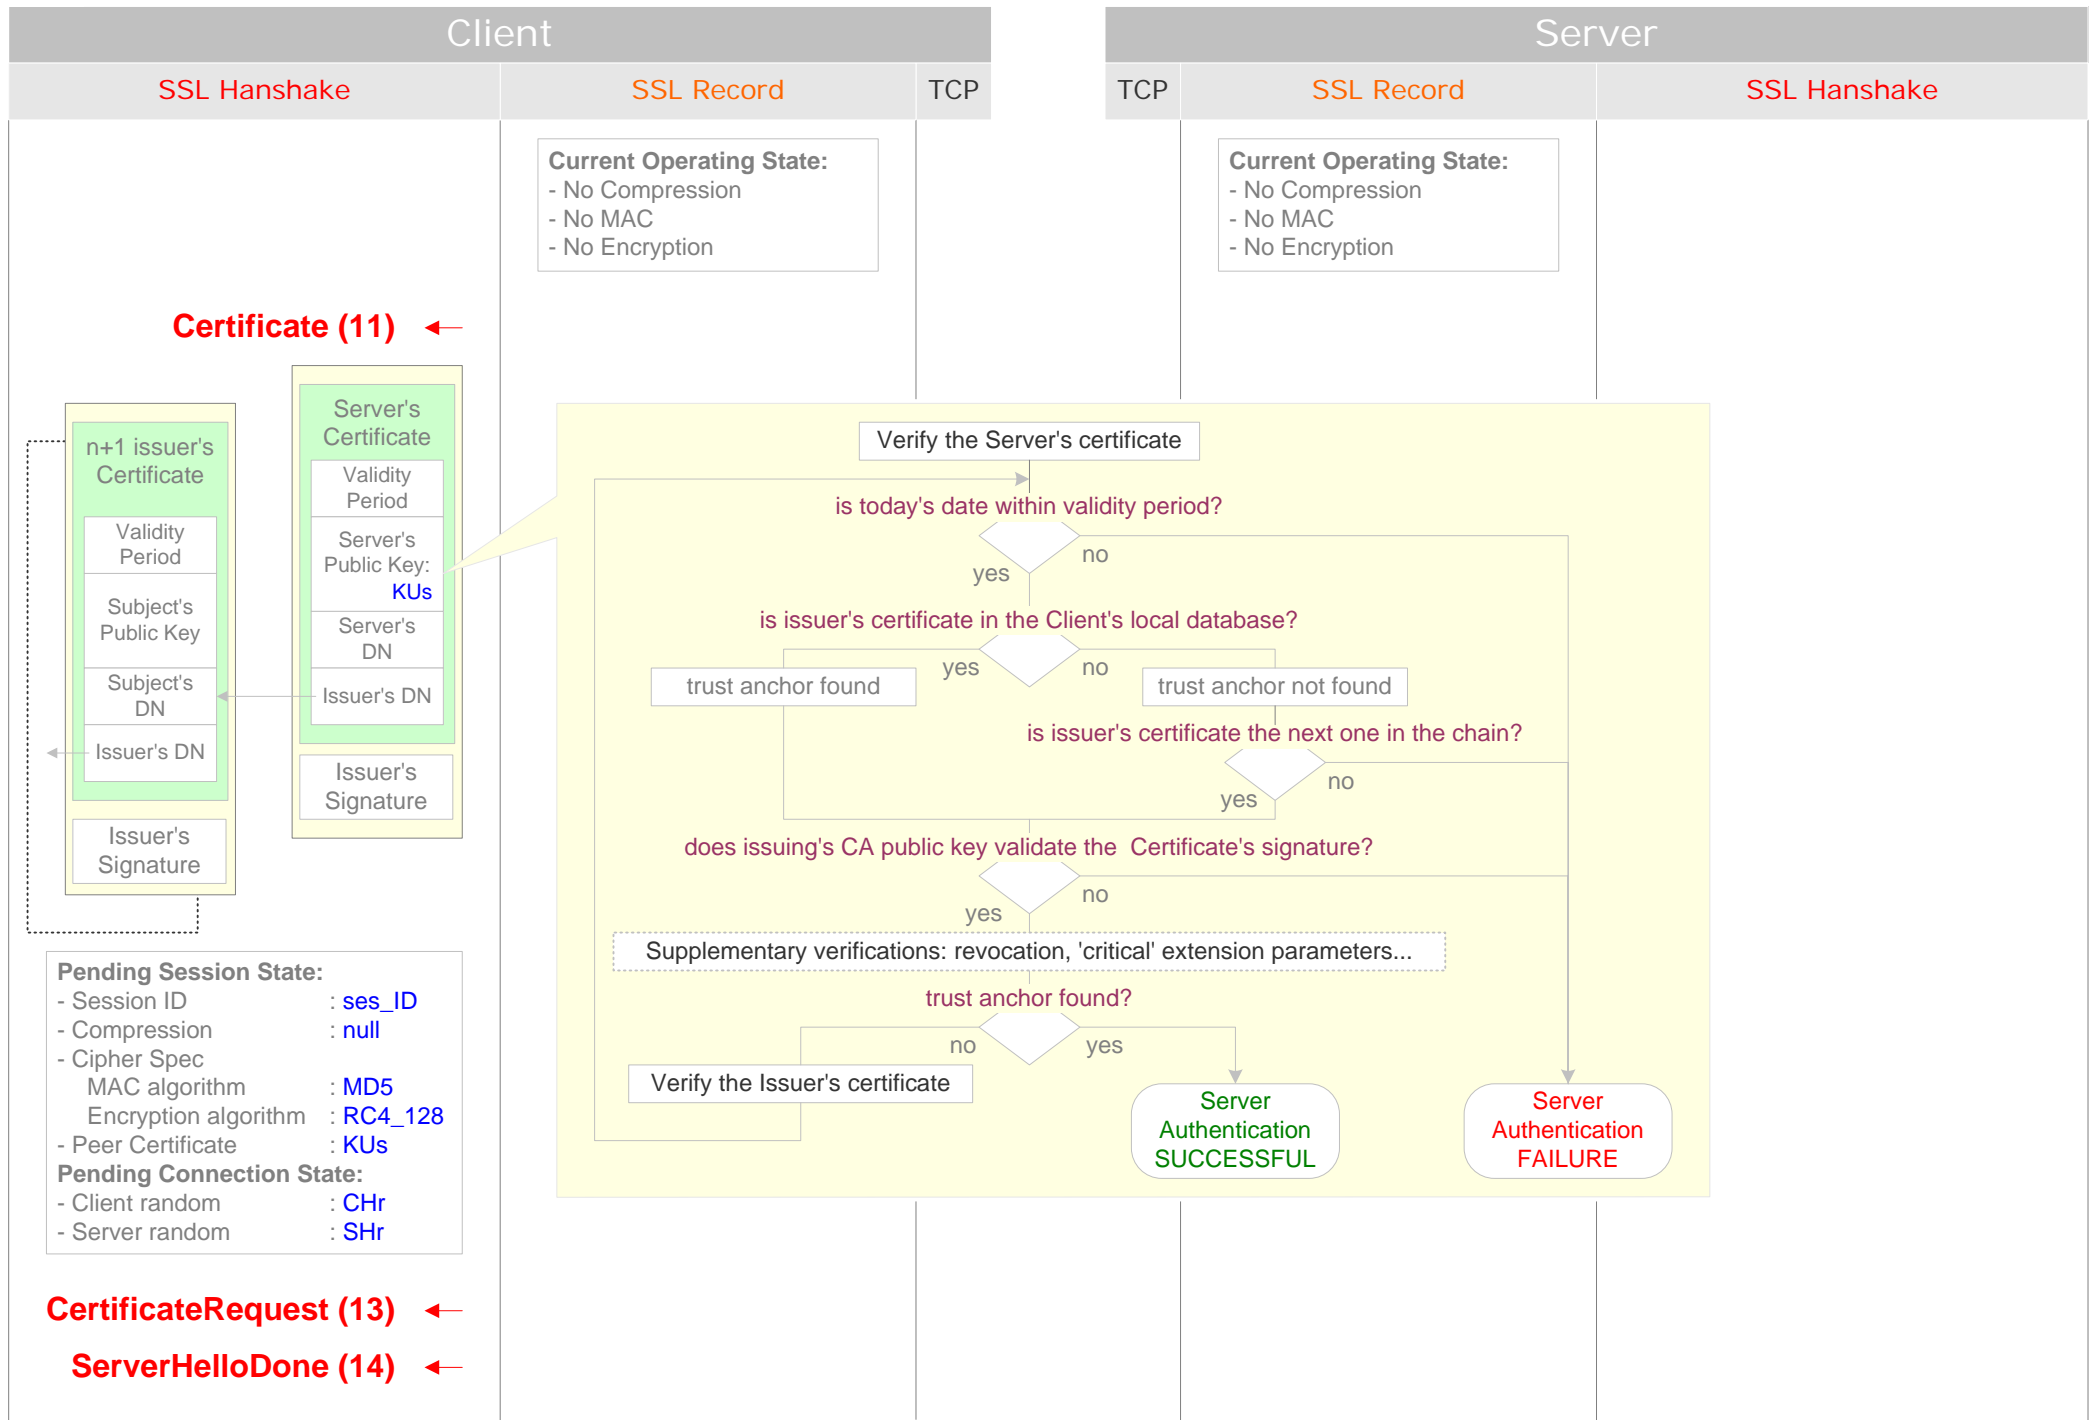 Client
Server
SSL Hanshake
SSL Record
TCP
TCP
SSL Record
SSL Hanshake
Current Operating State:
- No Compression
- No MAC
- No Encryption
Current Operating State:
- No Compression
- No MAC
- No Encryption
Certificate (11)
n+1 issuer's
Certificate
Validity
Period
Subject's
Public Key
Subject's
DN
Issuer's DN
Issuer's
Signature
Server's
Certificate
Validity
Period
Server's
Public Key:
KUs
Server's
DN
Issuer's DN
Issuer's
Signature
Verify the Server's certificate
is today's date within validity period?
yes
no
is issuer's certificate in the Client's local database?
yes
no
trust anchor found
trust anchor not found
is issuer's certificate the next one in the chain?
yes
no
does issuing's CA public key validate the  Certificate's signature?
yes
no
Supplementary verifications: revocation, 'critical' extension parameters...
trust anchor found?
no
yes
Verify the Issuer's certificate
Server
Authentication
SUCCESSFUL
Server
Authentication
FAILURE
Pending Session State:
- Session ID : ses_ID
- Compression : null
- Cipher Spec
MAC algorithm : MD5
Encryption algorithm : RC4_128
- Peer Certificate : KUs
Pending Connection State:
- Client random : CHr
- Server random : SHr
CertificateRequest (13)
ServerHelloDone (14)